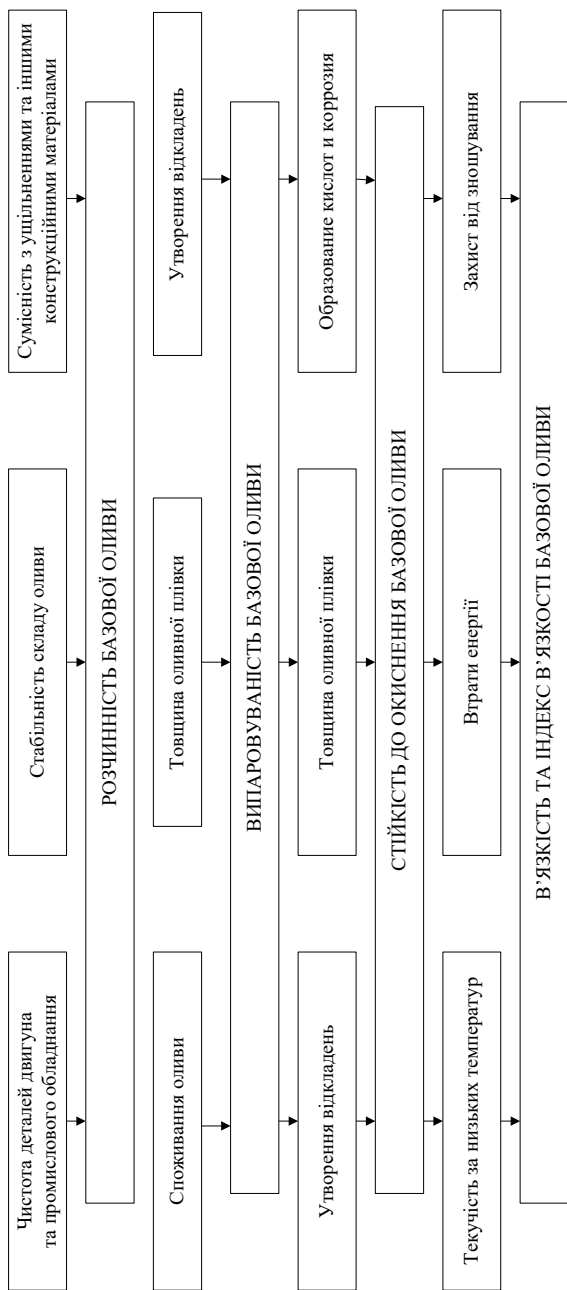 Чистота деталей двигуна
та промислового обладнання
Стабільність складу оливи
Сумісність з ущільненнями та іншими
конструкційними матеріалами
РОЗЧИННІСТЬ БАЗОВОЇ ОЛИВИ
Споживання оливи
Товщина оливної плівки
Утворення відкладень
ВИПАРОВУВАНІСТЬ БАЗОВОЇ ОЛИВИ
Утворення відкладень
Товщина оливної плівки
Образование кислот и коррозия
СТІЙКІСТЬ ДО ОКИСНЕННЯ БАЗОВОЇ ОЛИВИ
Текучість за низьких температур
Втрати енергії
Захист від зношування
В’ЯЗКІСТЬ ТА ІНДЕКС В’ЯЗКОСТІ БАЗОВОЇ ОЛИВИ